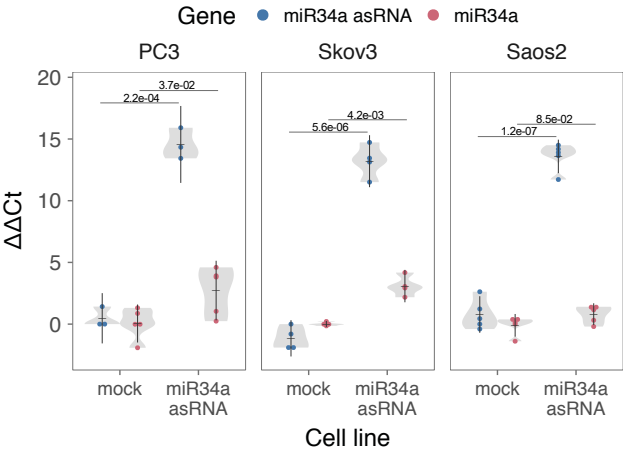 Gene miR34a asRNA miR34a
PC3 Skov3 Saos2
20
15
10
5
0
ΔΔCt
3.7e-02
2.2e-04
4.2e-03
5.6e-06
8.5e-02
1.2e-07
mock miR34a asRNA mock miR34a asRNA mock miR34a asRNA
Cell line